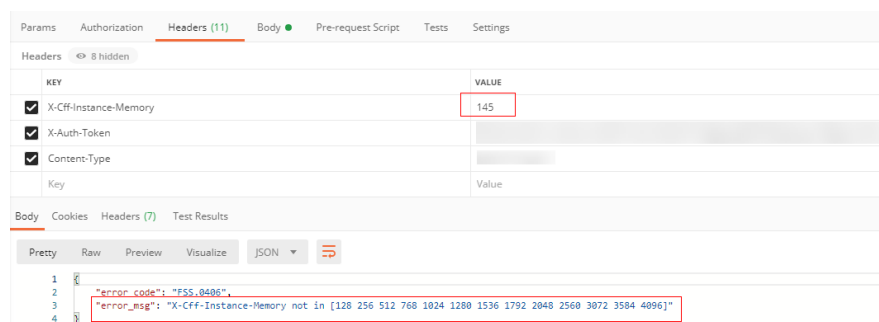 Params Authorization Headers (11) Body Pre-request Script Tests Settings
Headers 8 hidden
KEY VALUE
X-Cff-Instance-Memory 145
X-Auth-Token
Content-Type
Key Value
Body Cookies Headers (7) Test Results
Pretty Raw Preview Visualize JSON
1 {
2 "error_code": "FSS.0406",
3 "error_msg": "X-Cff-Instance-Memory not in [128 256 512 768 1024 1280 1536 1792 2048 2560 3072 3584 4096]"
4 }